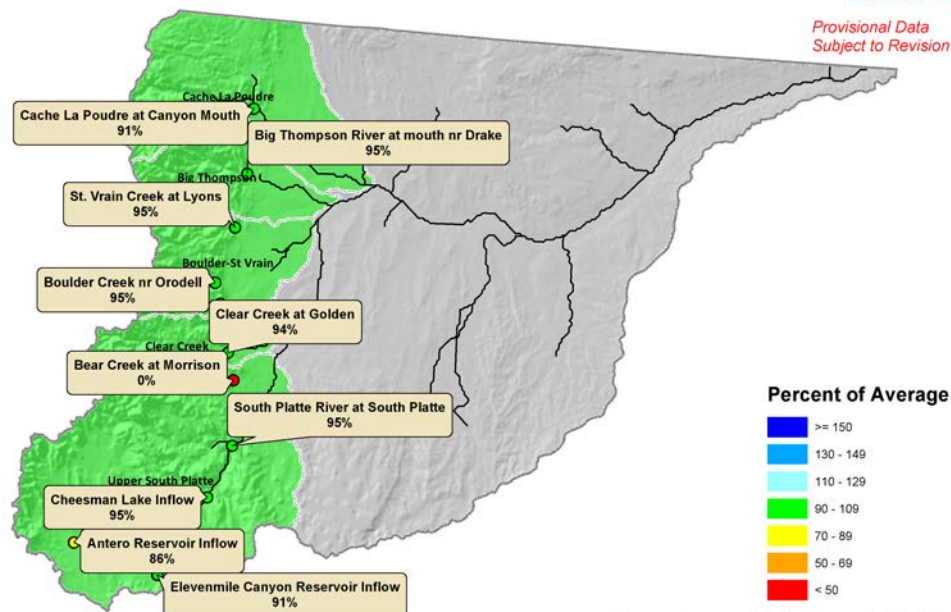 Provisional Data
Subject to Revision
Cache La Poudre
Cache La Poudre at Canyon Mouth
91%
Big Thompson River at mouth nr Drake
95%
Big Thompson
St. Vrain Creek at Lyons
95%
Boulder-St Vrain
Boulder Creek nr Orodell
95%
Clear Creek at Golden
94%
Clear Creek
Bear Creek at Morrison
0%
South Platte River at South Platte
95%
Upper South Platte
Cheesman Lake Inflow
95%
Antero Reservoir Inflow
86%
Elevenmile Canyon Reservoir Inflow
91%
Percent of Average
>= 150
130 - 149
110 - 129
90 - 109
70 - 89
50 - 69
< 50